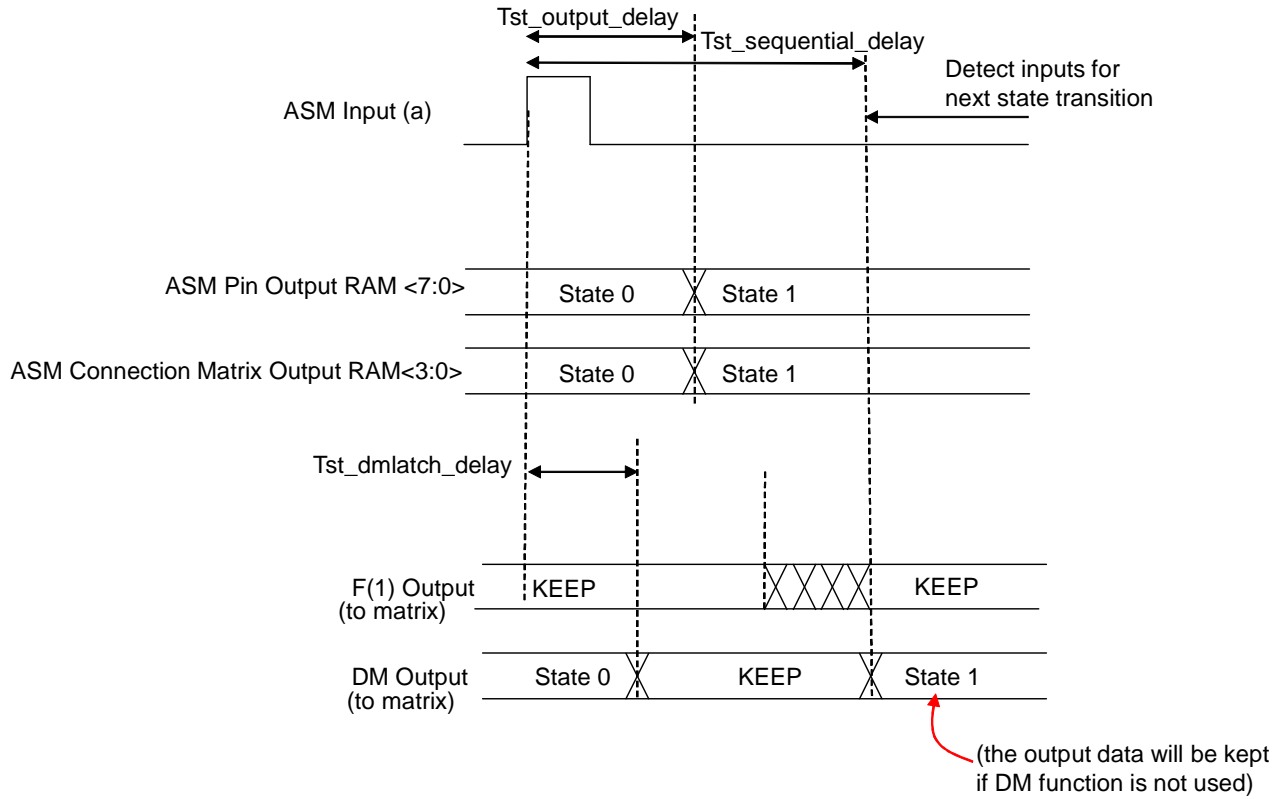 Tst_output_delay
Tst_sequential_delay
Detect inputs for
next state transition
ASM Input (a)
ASM Pin Output RAM <7:0>
State 0
State 1
ASM Connection Matrix Output RAM<3:0>
State 0
State 1
Tst_dmlatch_delay
F(1) Output
(to matrix)
KEEP
KEEP
DM Output
(to matrix)
State 0
KEEP
State 1
(the output data will be kept
if DM function is not used)